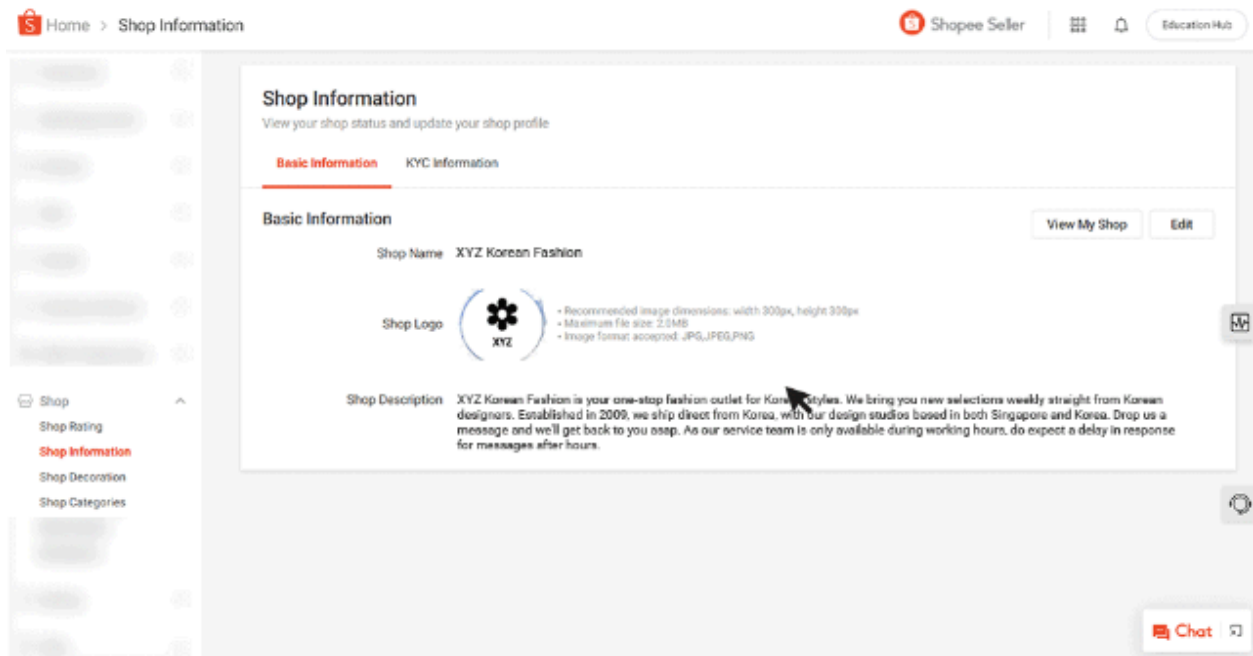 Home > Shop Information
Shopee Seller
Education Hub
Shop Information
View your shop status and update your shop profile
Basic Information
KYC Information
Basic Information
View My Shop
Edit
Shop Name XYZ Korean Fashion
Shop Logo
XYZ
• Recommended image dimensions: width 300px, height 300px
• Maximum file size: 2.0MB
• Image format accepted: JPG,JPEG,PNG
Shop Description
XYZ Korean Fashion is your one-stop fashion outlet for styles. We bring you new selections weekly straight from Korean
designers. Established in 2009, we ship direct from Korea, with our design studios based in both Singapore and Korea. Drop us a
message and we'll get back to you asap. As our service team is only available during working hours, do expect a delay in response
for messages after hours.
Shop
Shop Rating
Shop Information
Shop Decoration
Shop Categories
Chat